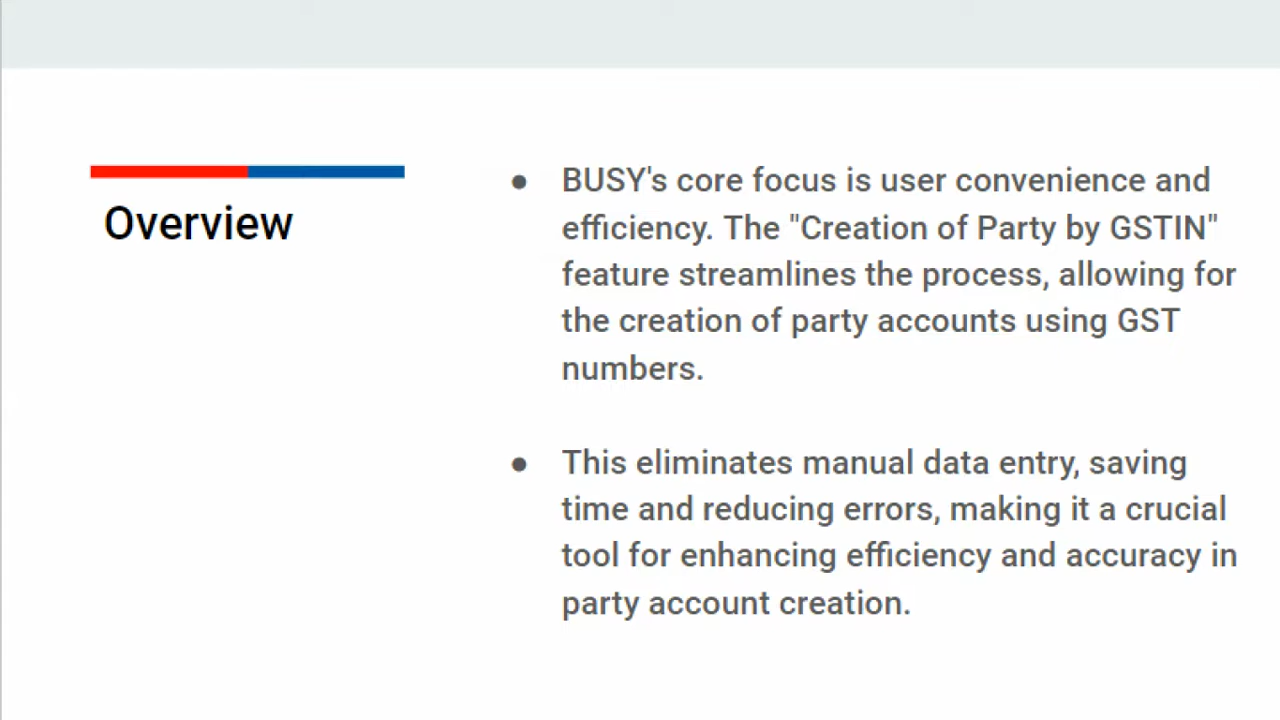 Overview
● BUSY's core focus is user convenience and
efficiency. The "Creation of Party by GSTIN"
feature streamlines the process, allowing for
the creation of party accounts using GST
numbers.
● This eliminates manual data entry, saving
time and reducing errors, making it a crucial
tool for enhancing efficiency and accuracy in
party account creation.